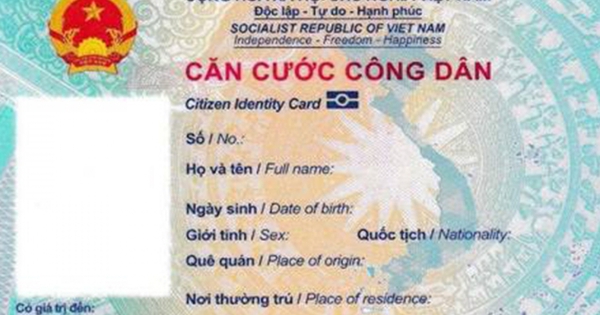 Độc lập - Tự do - Hạnh phúc
SOCIALIST REPUBLIC OF VIET NAM
Independence - Freedom - Happiness
CĂN CƯỚC CÔNG DÂN
Citizen Identity Card
Số / No.:
Họ và tên / Full name:
Ngày sinh / Date of birth:
Giới tính / Sex: Quốc tịch / Nationality:
Quê quán / Place of origin:
Nơi thường trú / Place of residence:
Có giá trị đến: